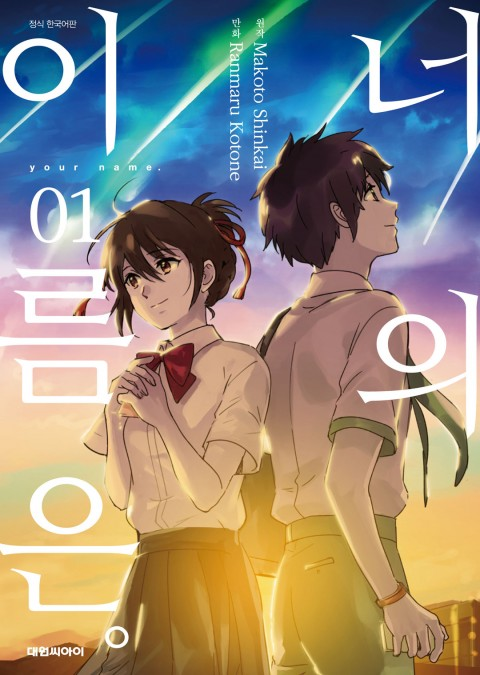 정식 한국어판
너의
이름은。
your name.
01
원작 Makoto Shinkai
만화 Ranmaru Kotone
대원씨아이